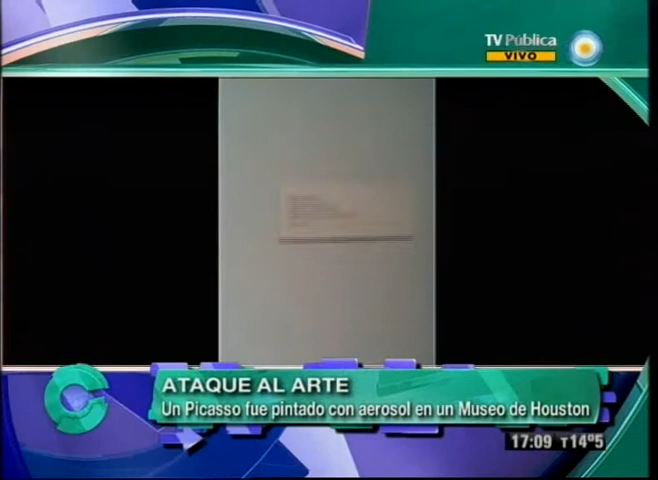 TV Pública
VIVO
ATAQUE AL ARTE
Un Picasso fue pintado con aerosol en un Museo de Houston
17:09 T14º5